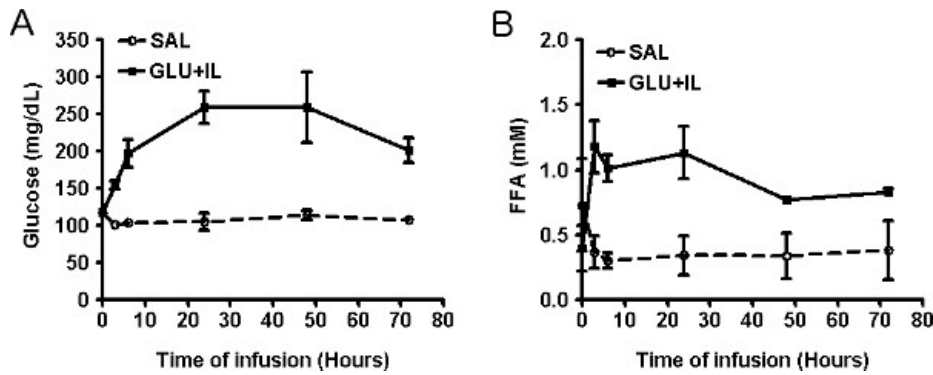 A
SAL
GLU+IL
Glucose (mg/dL)
350
300
250
200
150
100
50
0
0 10 20 30 40 50 60 70 80
Time of infusion (Hours)
B
SAL
GLU+IL
FFA (mM)
2.0
1.5
1.0
0.5
0.0
0 10 20 30 40 50 60 70 80
Time of infusion (Hours)